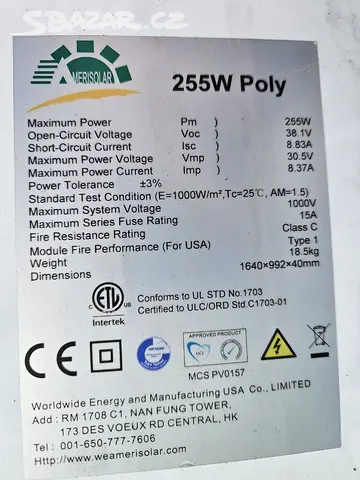 SBAZAR.CZ
AMERISOLAR
255W Poly
Maximum Power Pm ) 255W
Open-Circuit Voltage Voc ) 38.1V
Short-Circuit Current Isc ) 8.83A
Maximum Power Voltage Vmp ) 30.5V
Maximum Power Current Imp ) 8.37A
Power Tolerance ±3%
Standard Test Condition (E=1000W/m²,Tc=25℃, AM=1.5)
Maximum System Voltage 1000V
Maximum Series Fuse Rating 15A
Fire Resistance Rating Class C
Module Fire Performance (For USA) Type 1
Weight 18.5kg
Dimensions 1640×992×40mm
ETL
Intertek
Conforms to UL STD No.1703
Certified to ULC/ORD Std.C1703-01
CE
APPROVED PRODUCT
MCS
MCS PV0157
Worldwide Energy and Manufacturing USA Co., LIMITED
Add : RM 1708 C1, NAN FUNG TOWER,
173 DES VOEUX RD CENTRAL, HK
Tel : 001-650-777-7606
Http://www.weamerisolar.com